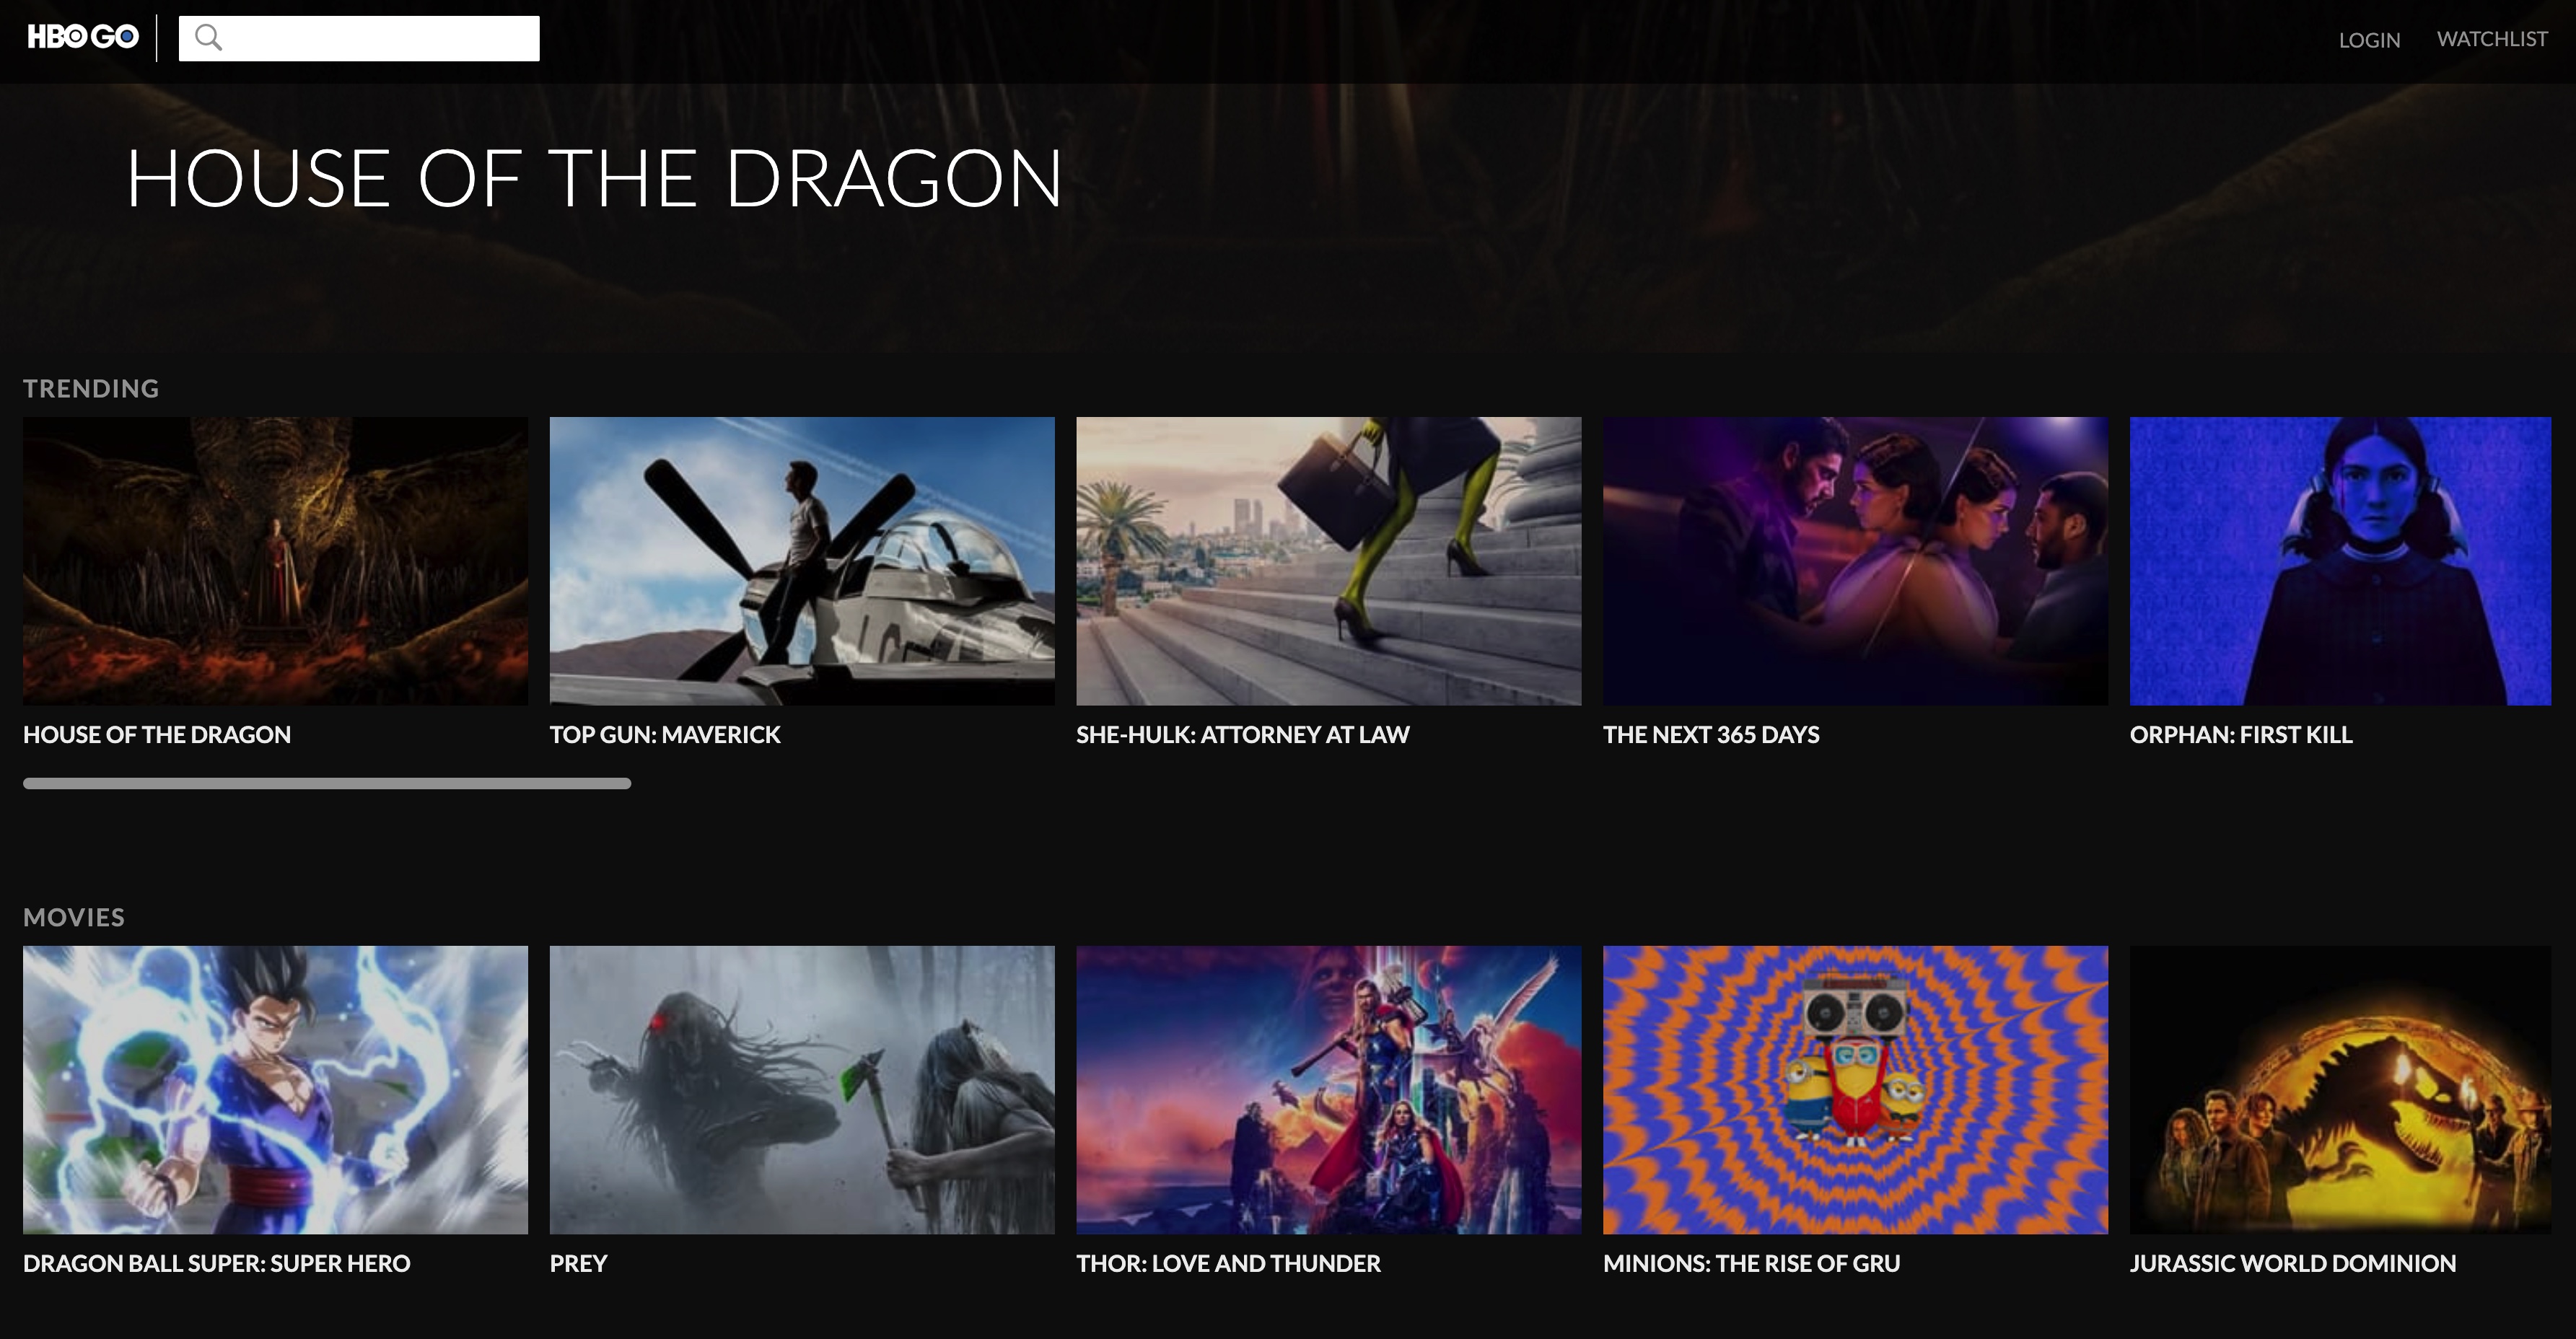 HBO GO
LOGIN
WATCHLIST
HOUSE OF THE DRAGON
TRENDING
HOUSE OF THE DRAGON
TOP GUN: MAVERICK
SHE-HULK: ATTORNEY AT LAW
THE NEXT 365 DAYS
ORPHAN: FIRST KILL
MOVIES
DRAGON BALL SUPER: SUPER HERO
PREY
THOR: LOVE AND THUNDER
MINIONS: THE RISE OF GRU
JURASSIC WORLD DOMINION